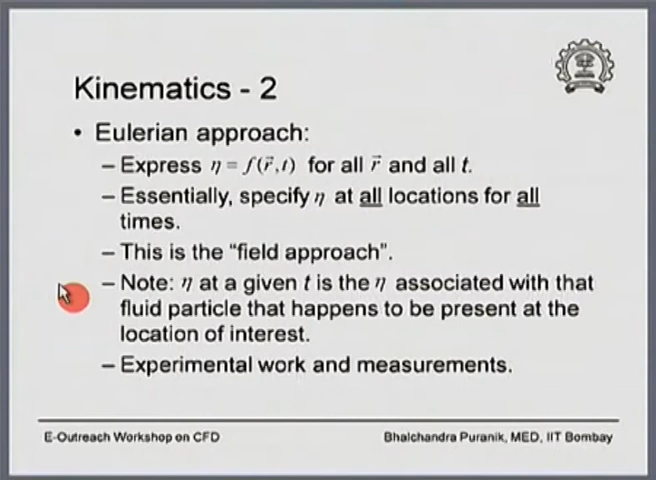 Kinematics - 2
• Eulerian approach:
– Express η = f(r⃗,t) for all r⃗ and all t.
– Essentially, specify η at all locations for all
times.
– This is the “field approach”.
– Note: η at a given t is the η associated with that
fluid particle that happens to be present at the
location of interest.
– Experimental work and measurements.
E-Outreach Workshop on CFD
Bhalchandra Puranik, MED, IIT Bombay